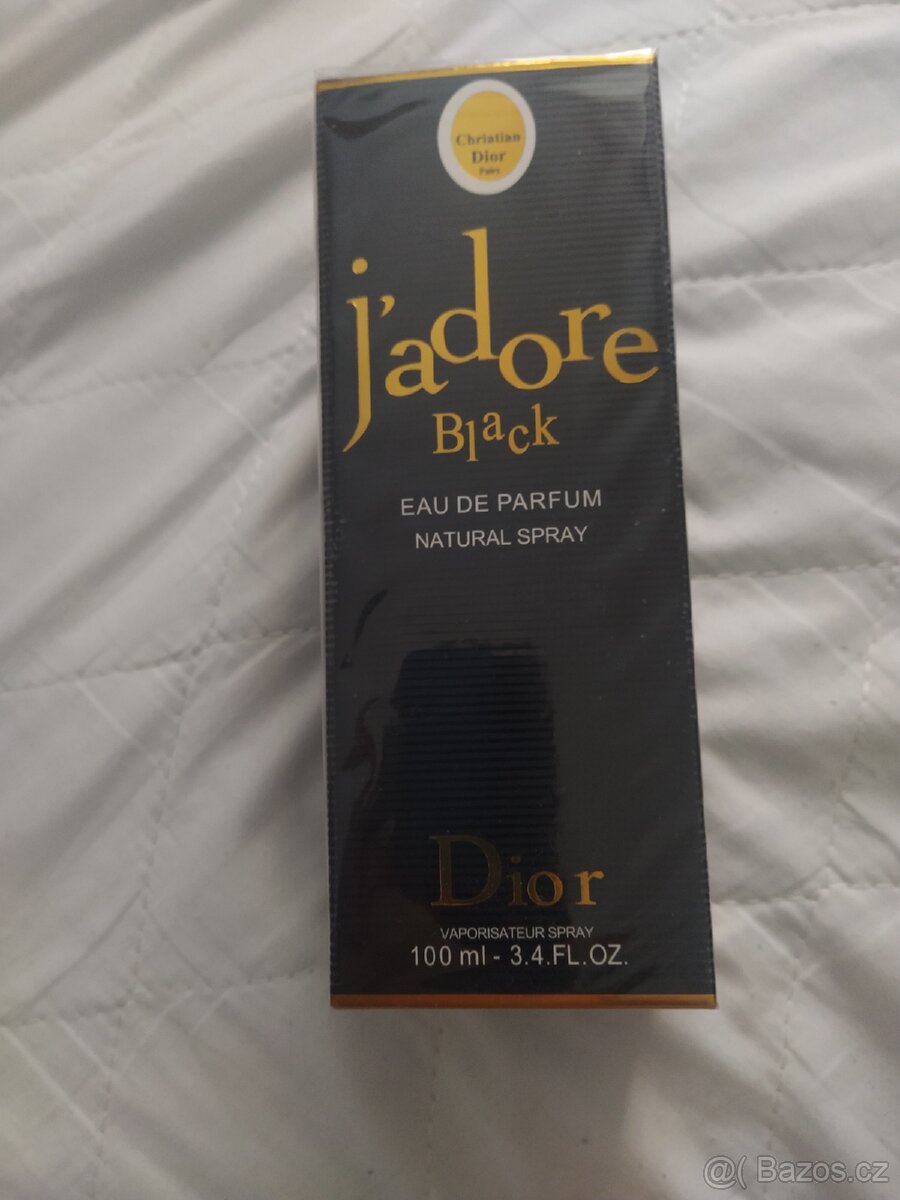 Christian
Dior
j'adore
Black
EAU DE PARFUM
NATURAL SPRAY
Dior
VAPORISATEUR SPRAY
100 ml - 3.4.FL.OZ.
@( Bazos.cz